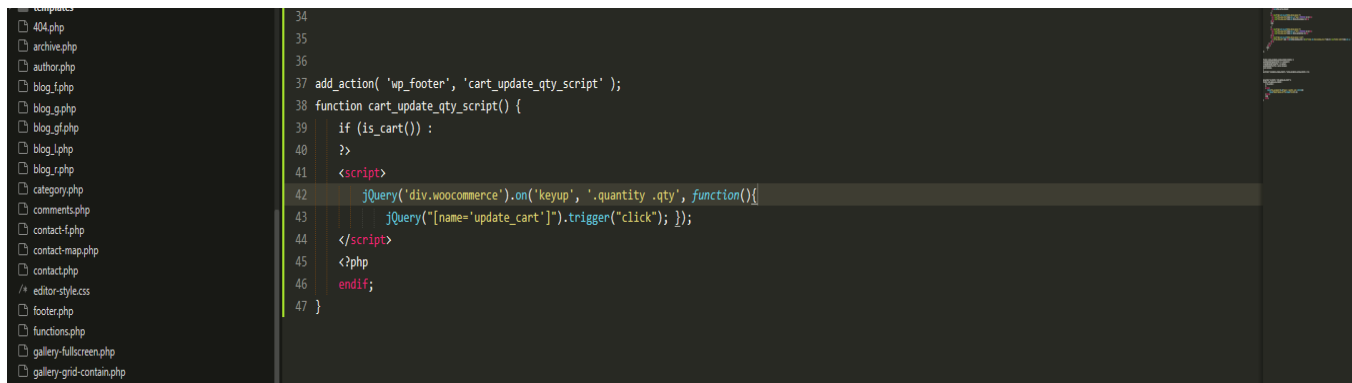 templates
404.php
archive.php
author.php
blog_f.php
blog_g.php
blog_gf.php
blog_l.php
blog_r.php
category.php
comments.php
contact-f.php
contact-map.php
contact.php
/* editor-style.css
footer.php
functions.php
gallery-fullscreen.php
gallery-grid-contain.php
34
35
36
37 add_action( 'wp_footer', 'cart_update_qty_script' );
38 function cart_update_qty_script() {
39 if (is_cart()) :
40 ?>
41 <script>
42 jQuery('div.woocommerce').on('keyup', '.quantity .qty', function(){
43 jQuery("[name='update_cart']").trigger("click"); });
44 </script>
45 <?php
46 endif;
47 }